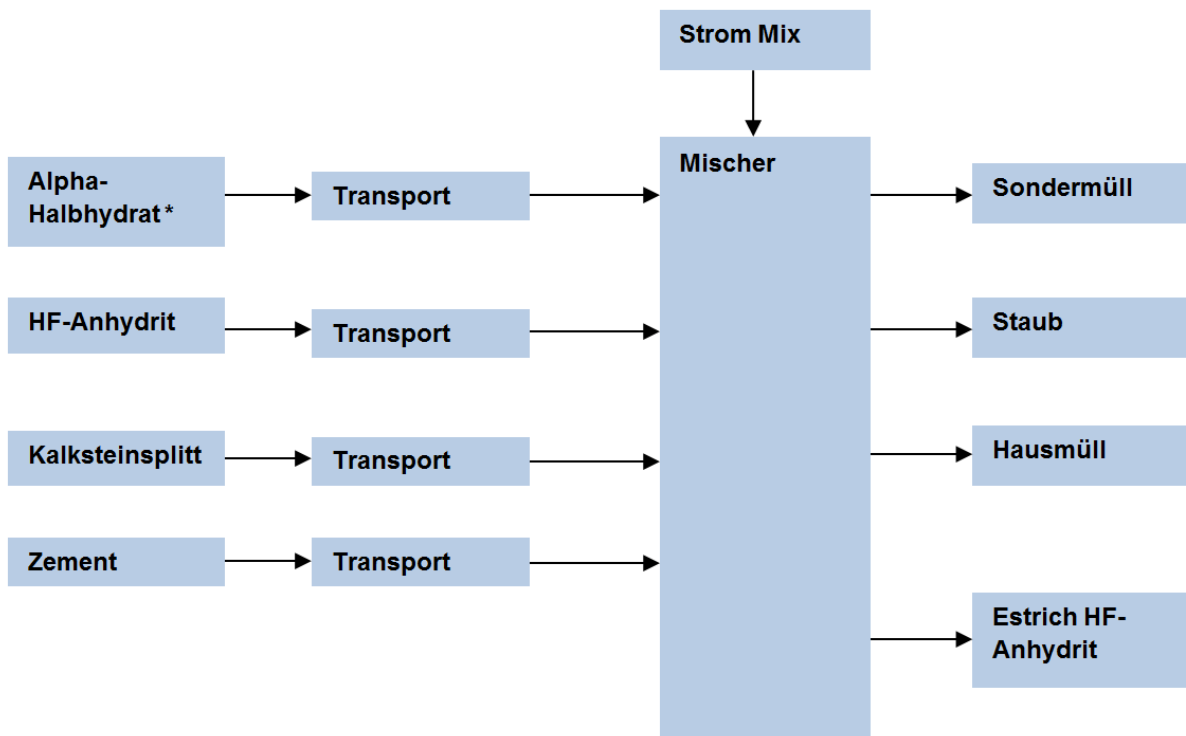 Strom Mix
Mischer
Alpha-
Halbhydrat *
Transport
Sondermüll
HF-Anhydrit
Transport
Staub
Kalksteinsplitt
Transport
Hausmüll
Zement
Transport
Estrich HF-
Anhydrit